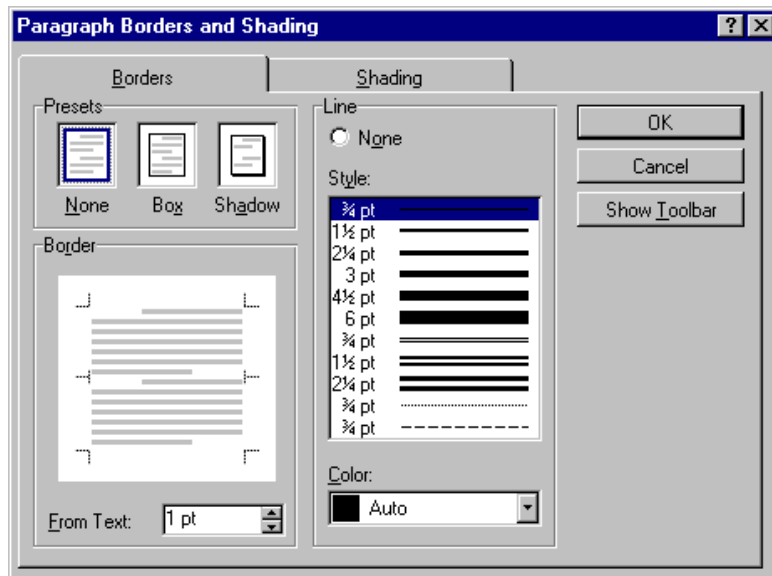 Paragraph Borders and Shading
Borders
Shading
Presets
None
Box
Shadow
Border
From Text:
1 pt
Line
None
Style:
¾ pt
1½ pt
2¼ pt
3 pt
4½ pt
6 pt
¾ pt
1½ pt
2¼ pt
¾ pt
¾ pt
Color:
Auto
OK
Cancel
Show Toolbar